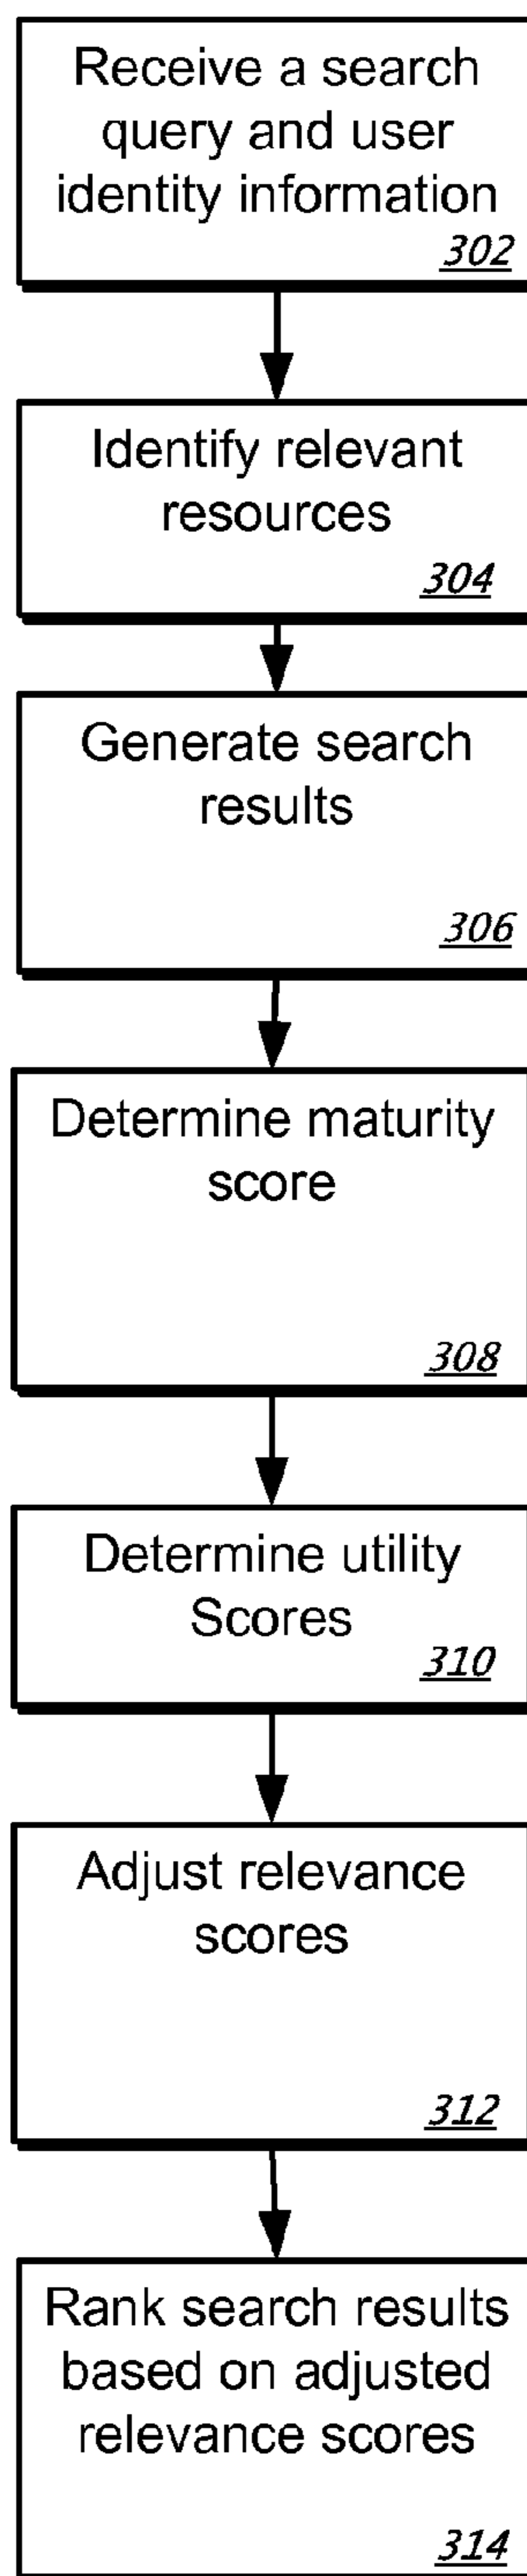 Receive a search
query and user
identity information
302
Identify relevant
resources
304
Generate search
results
306
Determine maturity
score
308
Determine utility
Scores
310
Adjust relevance
scores
312
Rank search results
based on adjusted
relevance scores
314